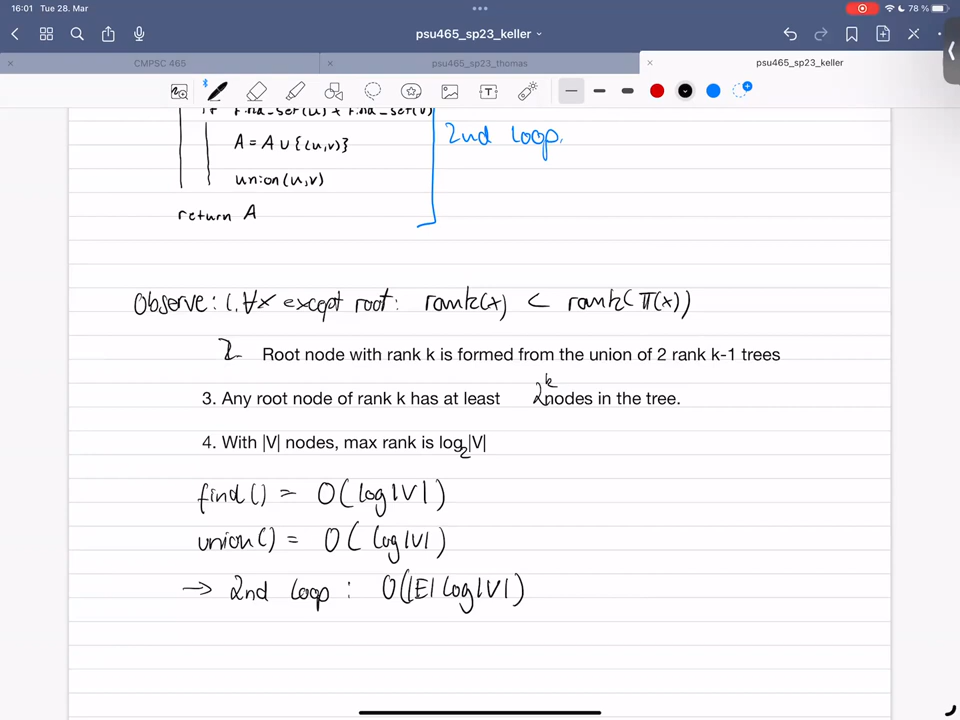 16:01 Tue 28. Mar
78 %
psu465_sp23_keller
CMPSC 465
psu465_sp23_thomas
psu465_sp23_keller
if find_set(u) ≠ find_set(v)
A = A ∪ {(u,v)}
union(u,v)
return A
2nd loop.
Observe: 1. ∀x except root: rank(x) < rank(π(x))
2 Root node with rank k is formed from the union of 2 rank k-1 trees
3. Any root node of rank k has at least 2^k nodes in the tree.
4. With |V| nodes, max rank is log₂|V|
find() = O(log|V|)
union() = O(log|V|)
→ 2nd loop : O(|E| log|V|)